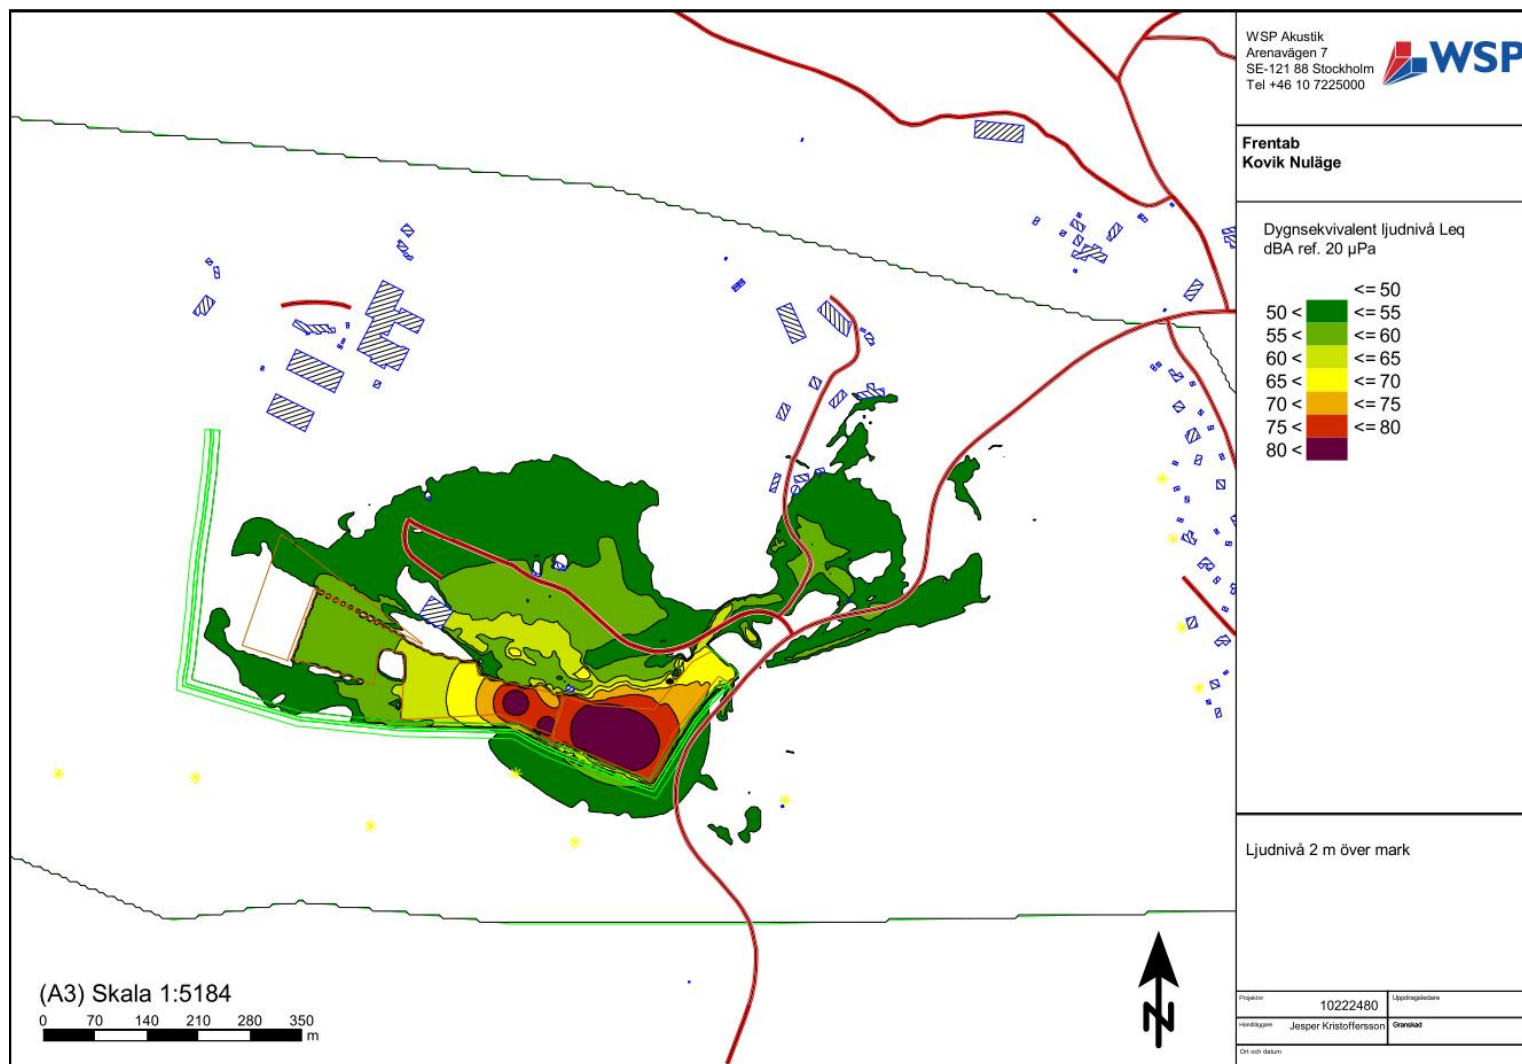 WSP Akustik
Arenavägen 7
SE-121 88 Stockholm
Tel +46 10 7225000
WSP
Frentab
Kovik Nuläge
Dygnsekvivalent ljudnivå Leq
dBA ref. 20 µPa
<= 50
50 < <= 55
55 < <= 60
60 < <= 65
65 < <= 70
70 < <= 75
75 < <= 80
80 <
Ljudnivå 2 m över mark
(A3) Skala 1:5184
0 70 140 210 280 350
m
N
Projektnr 10222480 Uppdragsledare
Handläggare Jesper Kristoffersson Granskad
Ort och datum